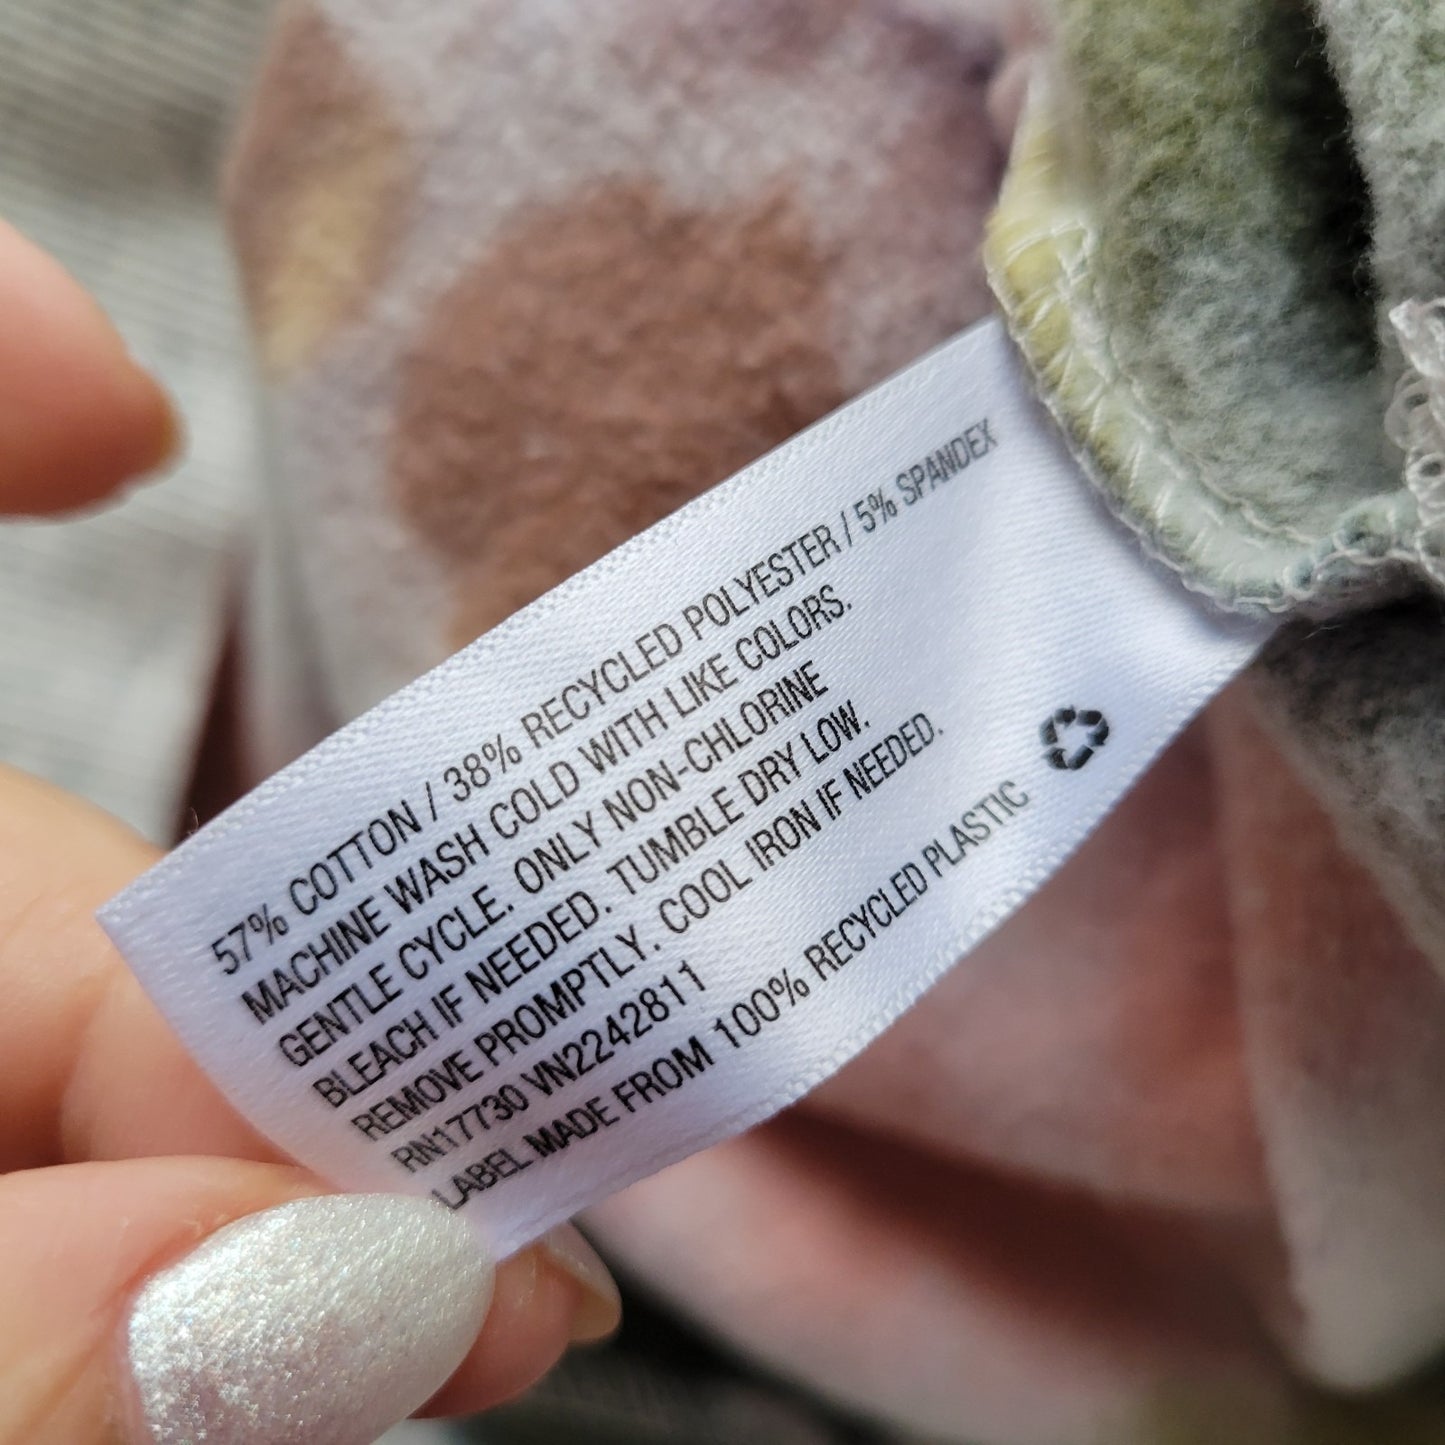 57% COTTON / 38% RECYCLED POLYESTER / 5% SPANDEX
MACHINE WASH COLD WITH LIKE COLORS.
GENTLE CYCLE. ONLY NON-CHLORINE
BLEACH IF NEEDED. TUMBLE DRY LOW.
REMOVE PROMPTLY. COOL IRON IF NEEDED.
RN17730 VN2242811
LABEL MADE FROM 100% RECYCLED PLASTIC